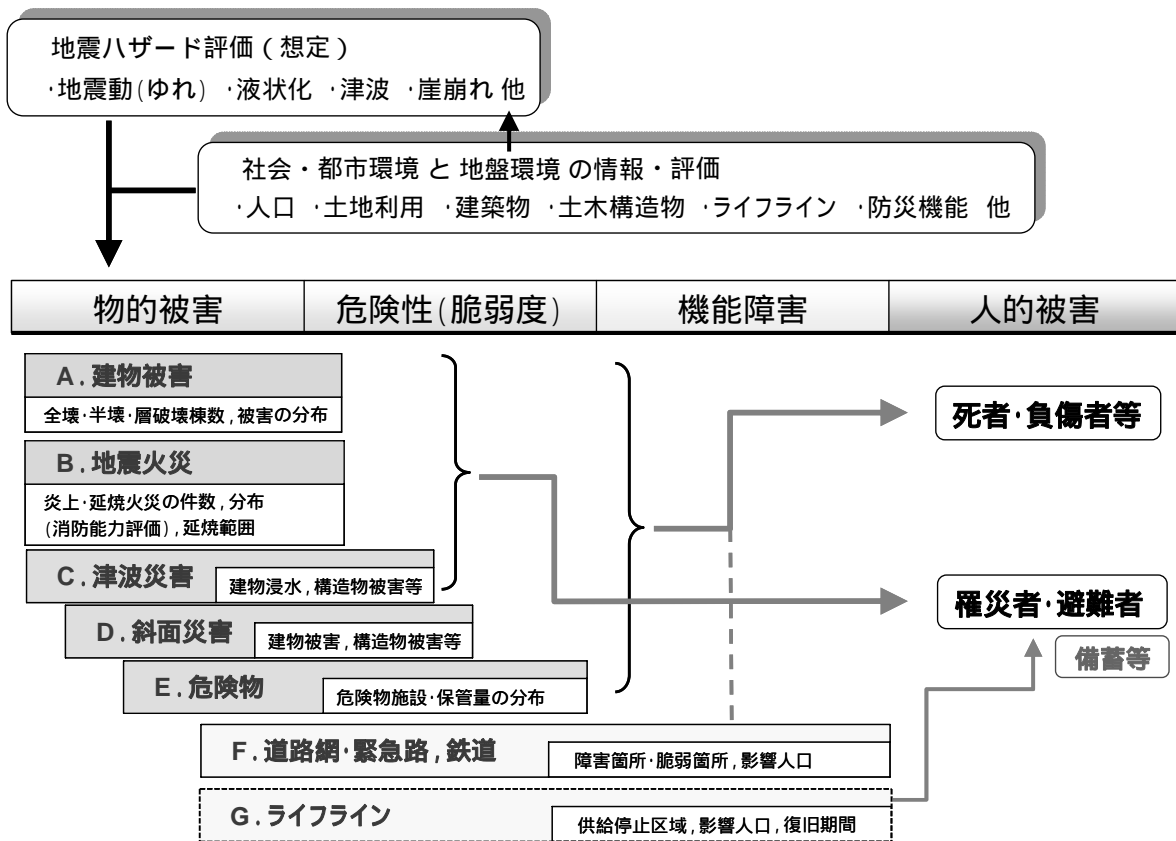 地震ハザード評価(想定)
・地震動(ゆれ) ・液状化 ・津波 ・崖崩れ 他
社会・都市環境 と 地盤環境 の情報・評価
・人口 ・土地利用 ・建築物 ・土木構造物 ・ライフライン ・防災機能 他
物的被害 危険性(脆弱度) 機能障害 人的被害
A.建物被害
全壊・半壊・層破壊棟数,被害の分布
死者・負傷者等
B.地震火災
炎上・延焼火災の件数,分布
(消防能力評価),延焼範囲
C.津波災害 建物浸水,構造物被害等
罹災者・避難者
D.斜面災害 建物被害,構造物被害等
備蓄等
E.危険物 危険物施設・保管量の分布
F.道路網・緊急路,鉄道 障害箇所・脆弱箇所,影響人口
G.ライフライン 供給停止区域,影響人口,復旧期間